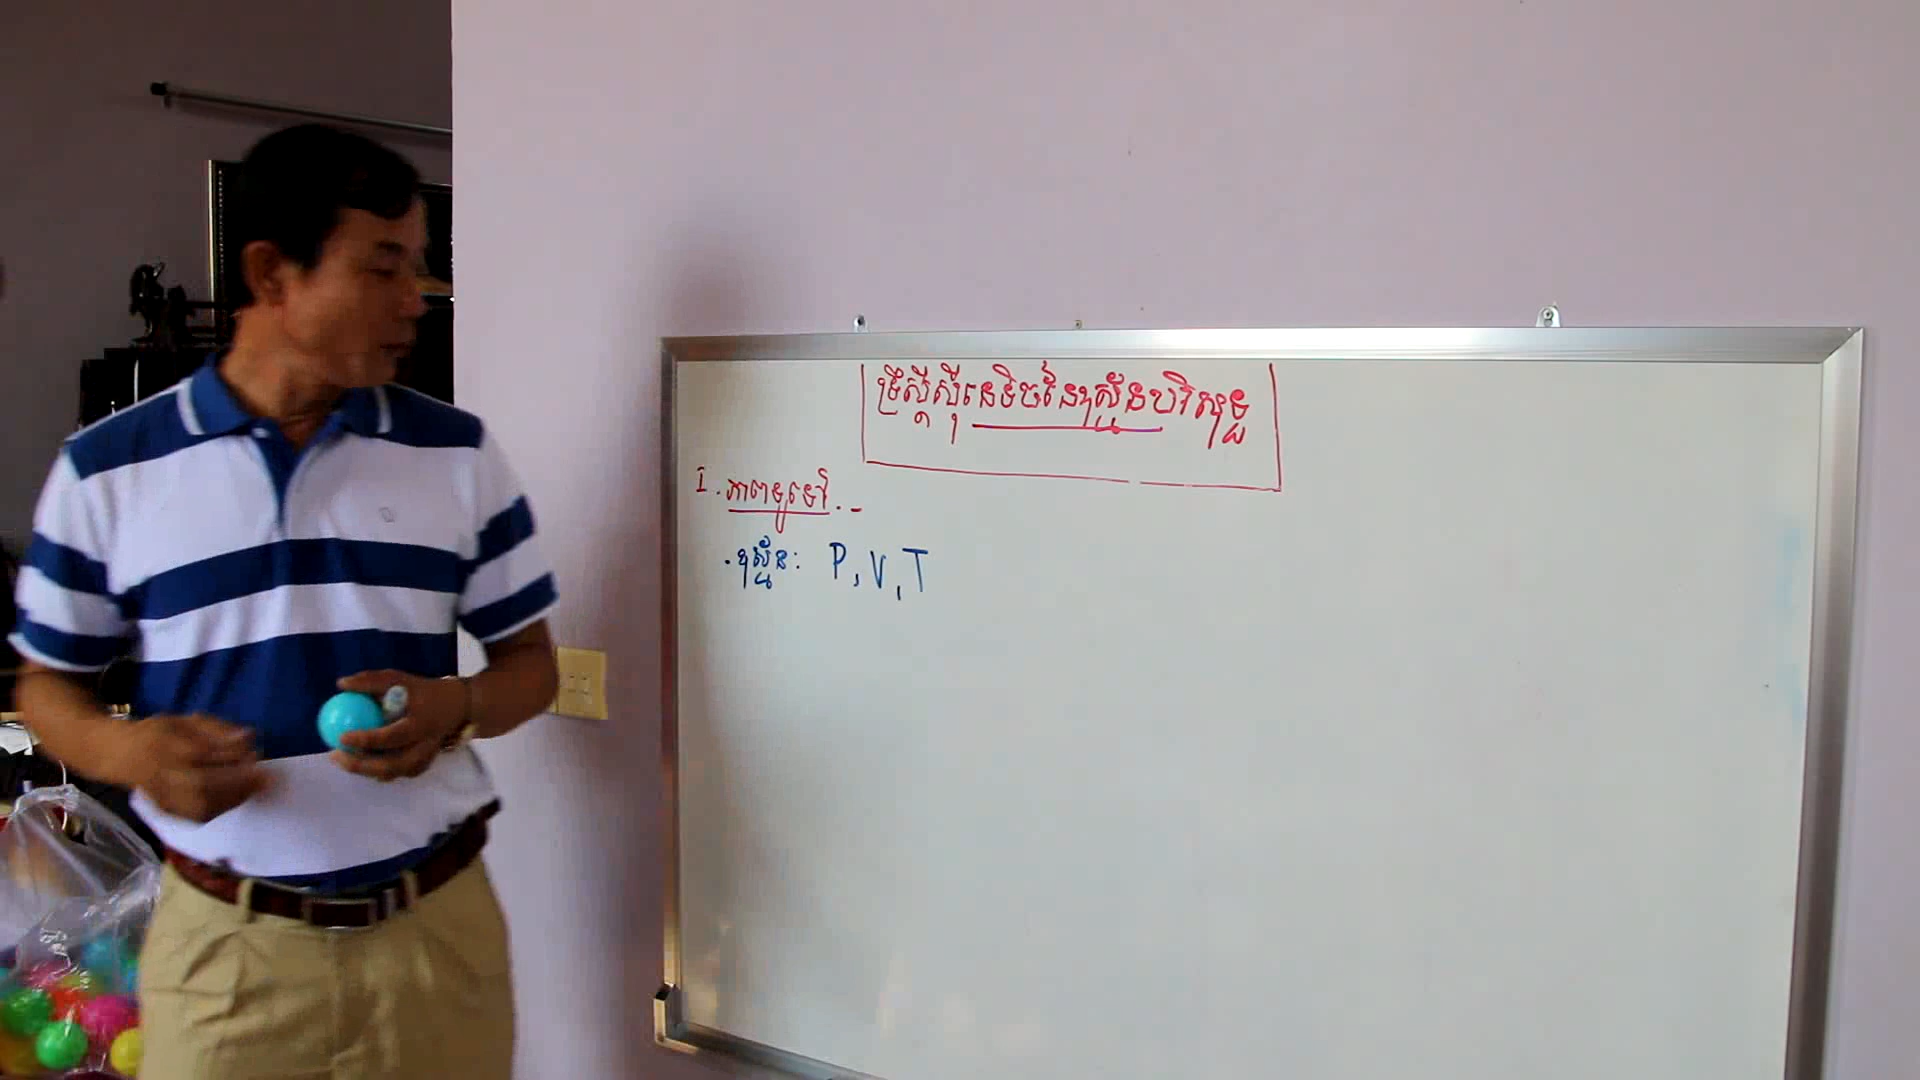 ទ្រឹស្តីស៊ីនេទិចនៃឧស្ម័នបរិសុទ្ធ
I . ភាពទូទៅ . -
. ឧស្ម័ន : P , V , T